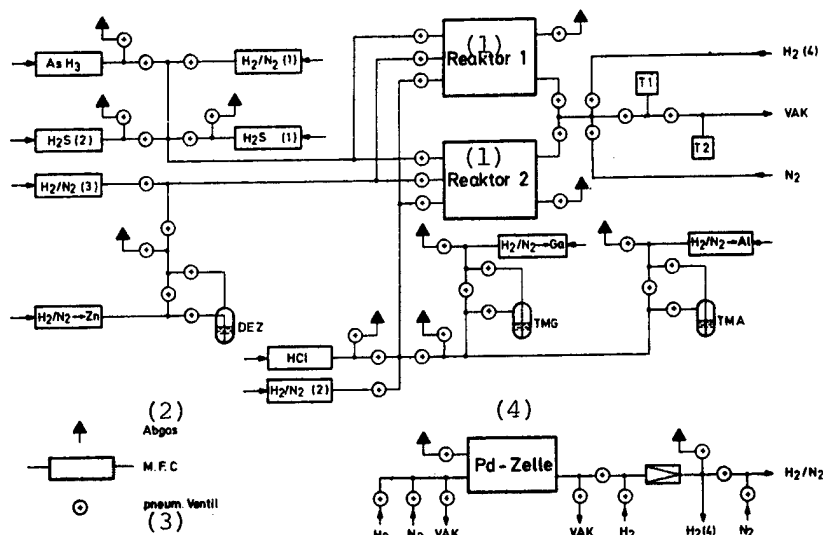 (1)
Reaktor 1
H2(4)
AsH3
H2/N2 (1)
T1
VAK
H2S (2)
H2S (1)
(1)
Reaktor 2
T2
H2/N2 (3)
N2
H2/N2→Ga
H2/N2→Al
H2/N2→Zn
DEZ
TMG
TMA
HCl
H2/N2 (2)
(2)
Abgas
M.F.C
pneum. Ventil
(3)
(4)
Pd-Zelle
H2/N2
VAK
VAK
H2
H2(4)
N2